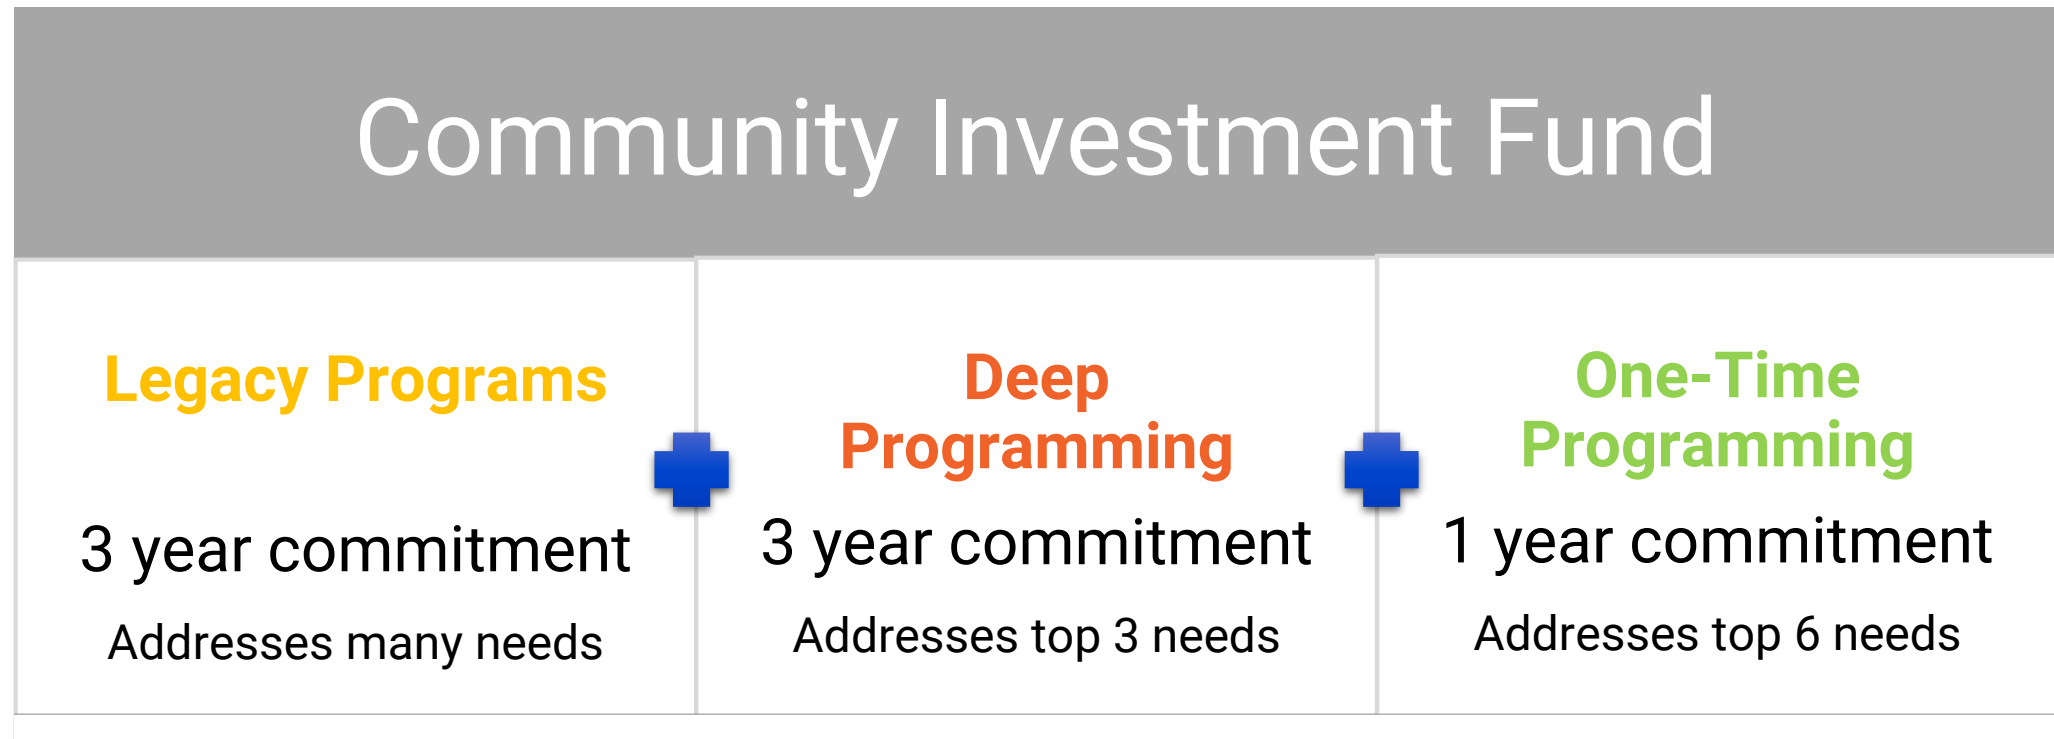 Community Investment Fund
Legacy Programs
3 year commitment
Addresses many needs
Deep
Programming
3 year commitment
Addresses top 3 needs
One-Time
Programming
1 year commitment
Addresses top 6 needs